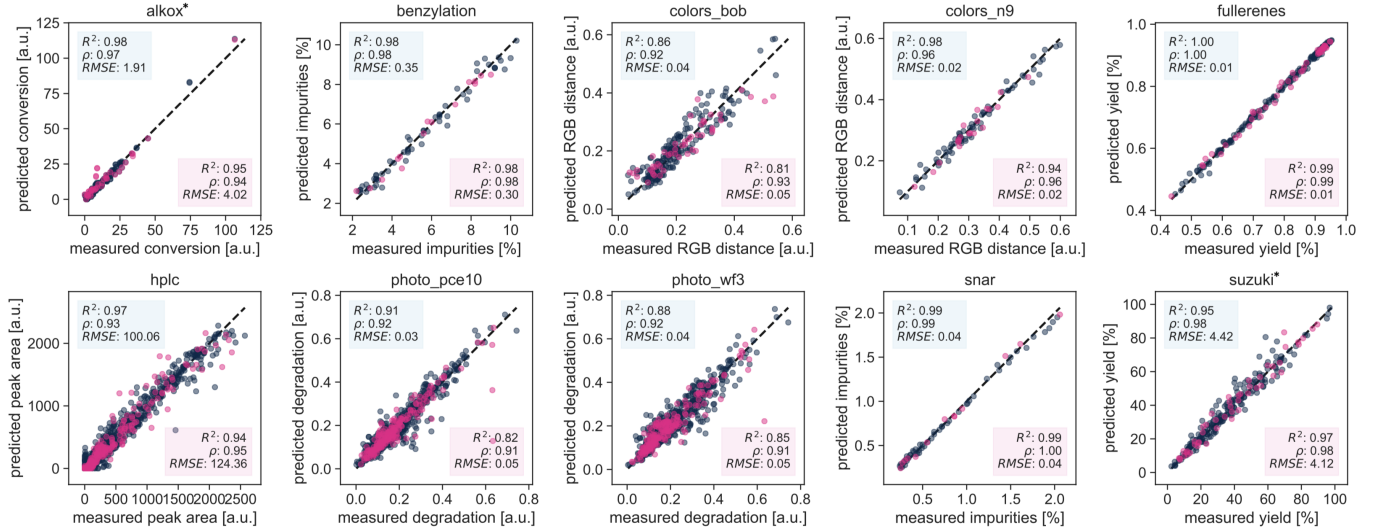 alkox*
predicted conversion [a.u.]
125
100
75
50
25
0
R²: 0.98
ρ: 0.97
RMSE: 1.91
R²: 0.95
ρ: 0.94
RMSE: 4.02
0 25 50 75 100 125
measured conversion [a.u.]
benzylation
predicted impurities [%]
10
8
6
4
2
R²: 0.98
ρ: 0.98
RMSE: 0.35
R²: 0.98
ρ: 0.98
RMSE: 0.30
2 4 6 8 10
measured impurities [%]
colors_bob
predicted RGB distance [a.u.]
0.6
0.4
0.2
0.0
R²: 0.86
ρ: 0.92
RMSE: 0.04
R²: 0.81
ρ: 0.93
RMSE: 0.05
0.0 0.2 0.4 0.6
measured RGB distance [a.u.]
colors_n9
predicted RGB distance [a.u.]
0.6
0.4
0.2
R²: 0.98
ρ: 0.96
RMSE: 0.02
R²: 0.94
ρ: 0.96
RMSE: 0.02
0.1 0.2 0.3 0.4 0.5 0.6
measured RGB distance [a.u.]
fullerenes
predicted yield [%]
1.0
0.8
0.6
0.4
R²: 1.00
ρ: 1.00
RMSE: 0.01
R²: 0.99
ρ: 0.99
RMSE: 0.01
0.4 0.5 0.6 0.7 0.8 0.9 1.0
measured yield [%]
hplc
predicted peak area [a.u.]
2000
1000
0
R²: 0.97
ρ: 0.93
RMSE: 100.06
R²: 0.94
ρ: 0.95
RMSE: 124.36
0 500 1000 1500 2000 2500
measured peak area [a.u.]
photo_pce10
predicted degradation [a.u.]
0.8
0.6
0.4
0.2
0.0
R²: 0.91
ρ: 0.92
RMSE: 0.03
R²: 0.82
ρ: 0.91
RMSE: 0.05
0.0 0.2 0.4 0.6 0.8
measured degradation [a.u.]
photo_wf3
predicted degradation [a.u.]
0.8
0.6
0.4
0.2
0.0
R²: 0.88
ρ: 0.92
RMSE: 0.04
R²: 0.85
ρ: 0.91
RMSE: 0.05
0.0 0.2 0.4 0.6 0.8
measured degradation [a.u.]
snar
predicted impurities [%]
2.0
1.5
1.0
0.5
R²: 0.99
ρ: 0.99
RMSE: 0.04
R²: 0.99
ρ: 1.00
RMSE: 0.04
0.5 1.0 1.5 2.0
measured impurities [%]
suzuki*
predicted yield [%]
100
80
60
40
20
0
R²: 0.95
ρ: 0.98
RMSE: 4.42
R²: 0.97
ρ: 0.98
RMSE: 4.12
0 20 40 60 80 100
measured yield [%]